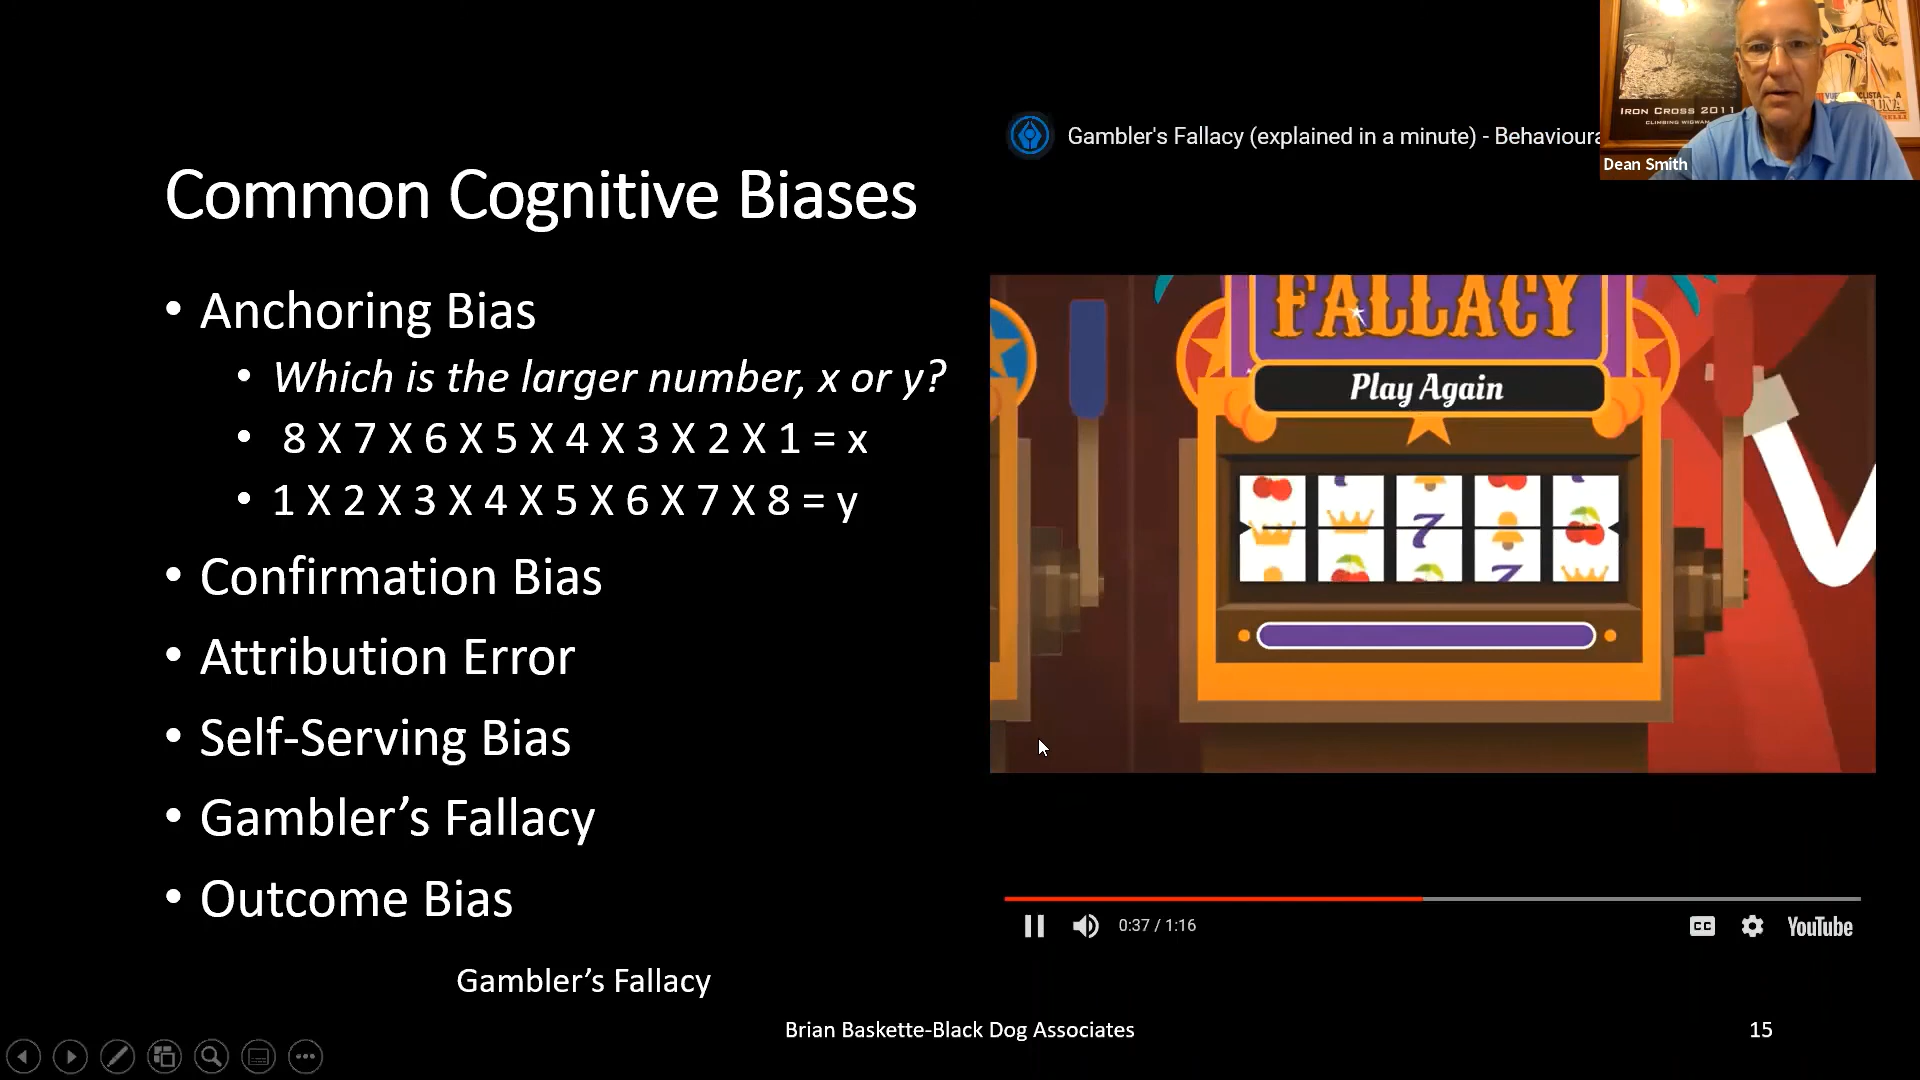 Common Cognitive Biases
• Anchoring Bias
• Which is the larger number, x or y?
• 8 X 7 X 6 X 5 X 4 X 3 X 2 X 1 = x
• 1 X 2 X 3 X 4 X 5 X 6 X 7 X 8 = y
• Confirmation Bias
• Attribution Error
• Self-Serving Bias
• Gambler’s Fallacy
• Outcome Bias
Gambler’s Fallacy
Brian Baskette-Black Dog Associates
15
Gambler's Fallacy (explained in a minute) - Behavioura
FALLACY
Play Again
7
7
0:37 / 1:16
CC
YouTube
IRON CROSS 2011
Dean Smith